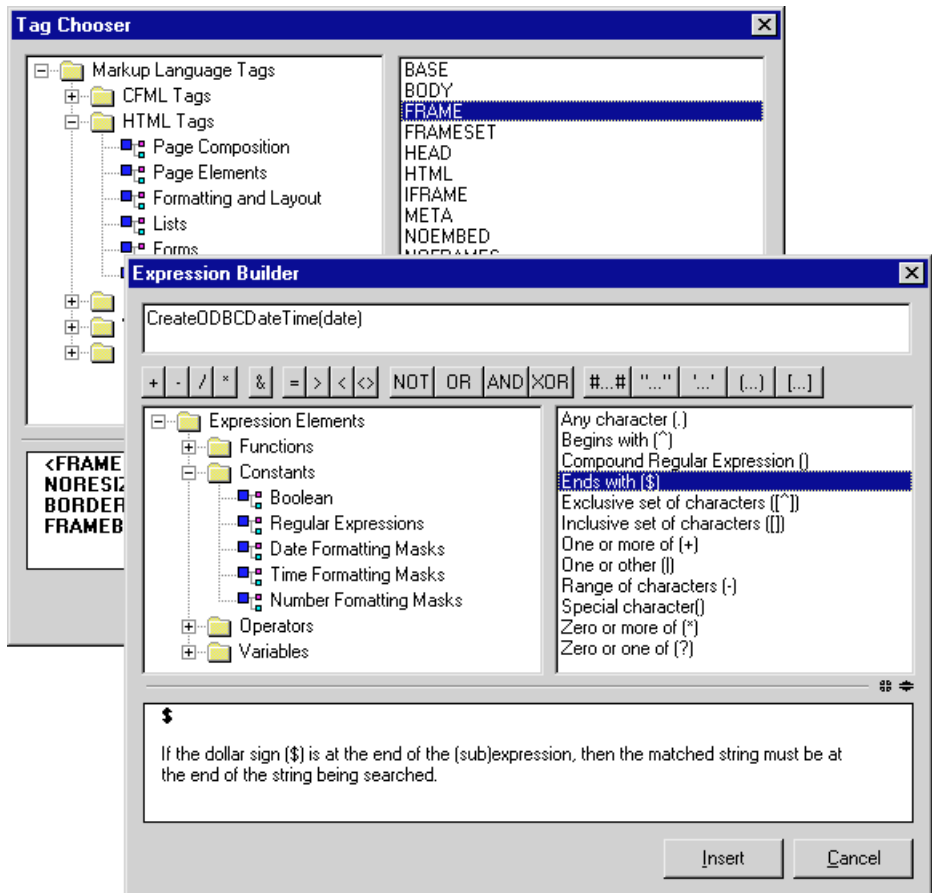 Tag Chooser
Markup Language Tags
CFML Tags
HTML Tags
Page Composition
Page Elements
Formatting and Layout
Lists
Forms
BASE
BODY
FRAME
FRAMESET
HEAD
HTML
IFRAME
META
NOEMBED
NOFRAMES
<FRAME
NORESIZ
BORDER
FRAMEB
Expression Builder
CreateODBCDateTime(date)
+ - / * & = > < <> NOT OR AND XOR #...# "..." '...' (...) [...]
Expression Elements
Functions
Constants
Boolean
Regular Expressions
Date Formatting Masks
Time Formatting Masks
Number Fomatting Masks
Operators
Variables
Any character (.)
Begins with (^)
Compound Regular Expression ()
Ends with ($)
Exclusive set of characters ([^])
Inclusive set of characters ([])
One or more of (+)
One or other (|)
Range of characters (-)
Special character()
Zero or more of (*)
Zero or one of (?)
$
If the dollar sign ($) is at the end of the (sub)expression, then the matched string must be at
the end of the string being searched.
Insert
Cancel